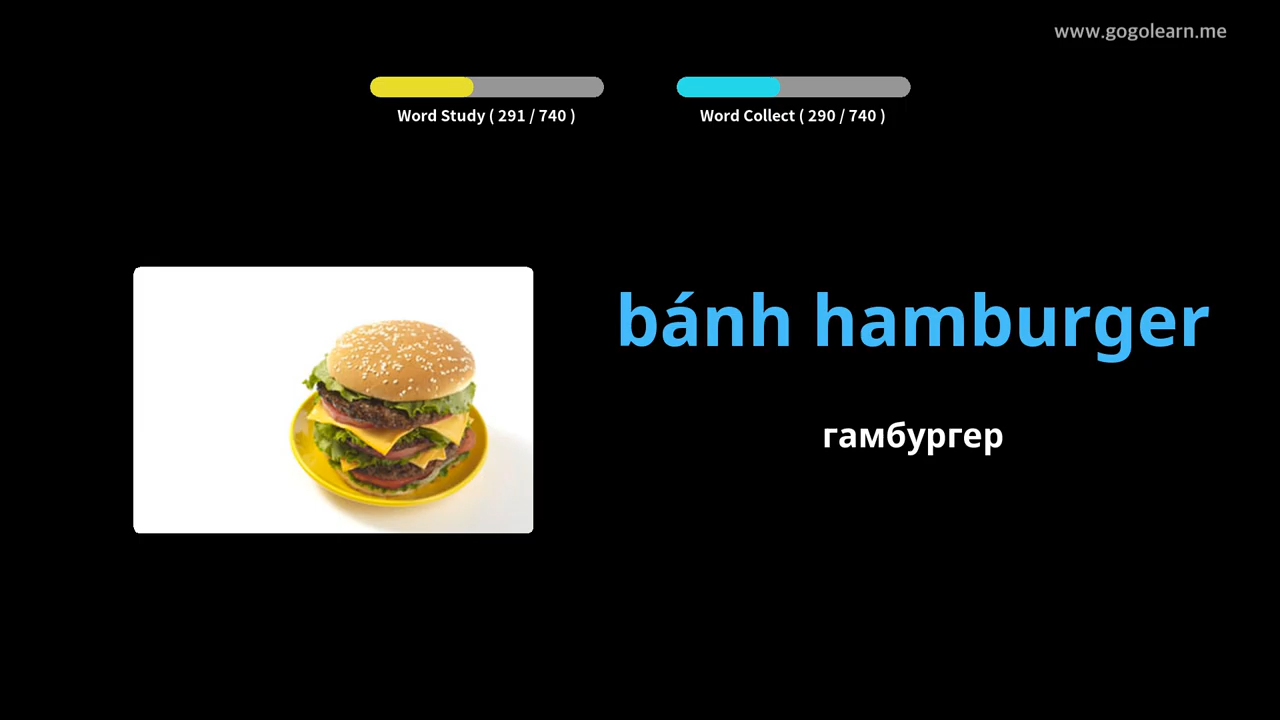 www.gogolearn.me
Word Study ( 291 / 740 )
Word Collect ( 290 / 740 )
bánh hamburger
гамбургер